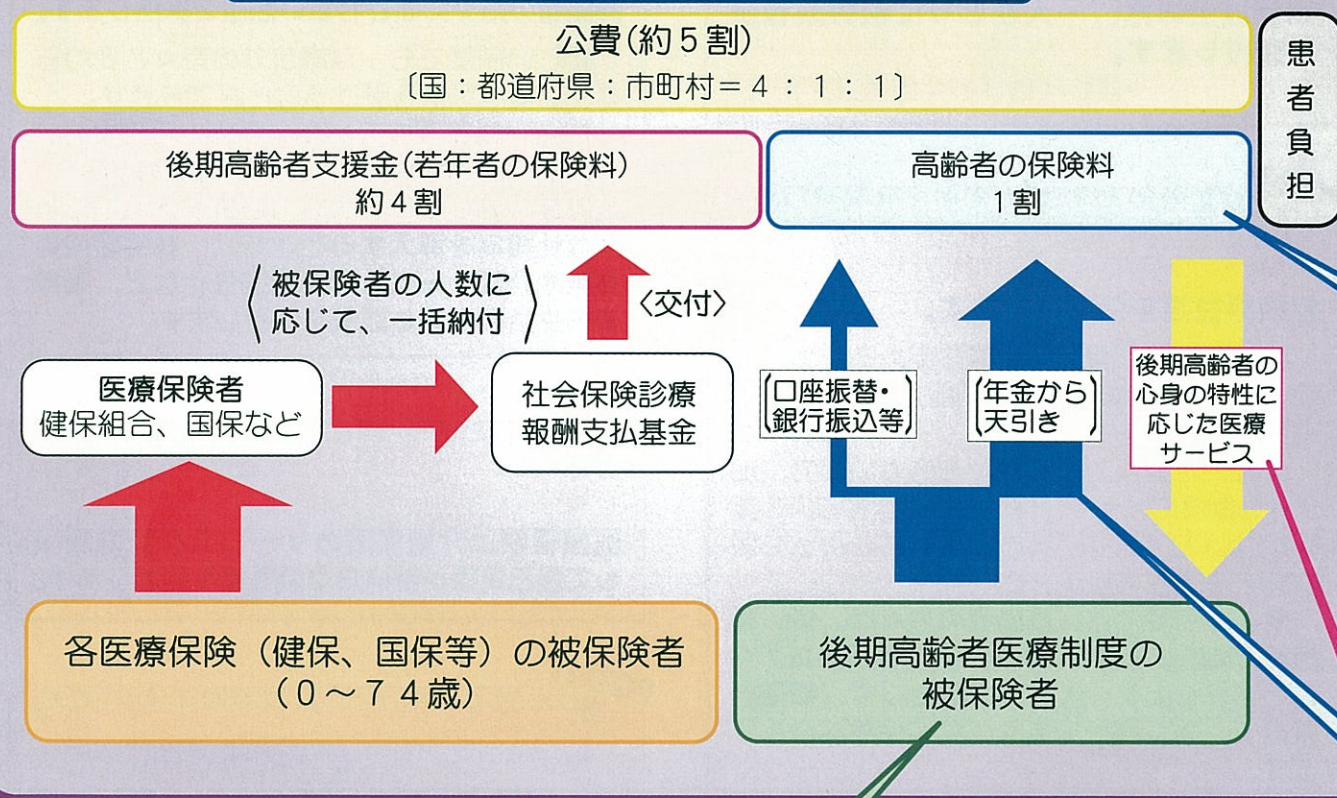 公費(約5割)
〔国：都道府県：市町村＝4：1：1〕
患者負担
後期高齢者支援金(若年者の保険料)
約4割
高齢者の保険料
1割
〈被保険者の人数に
応じて、一括納付〉
〈交付〉
医療保険者
健保組合、国保など
社会保険診療
報酬支払基金
(口座振替・
銀行振込等)
(年金から
天引き)
後期高齢者の
心身の特性に
応じた医療
サービス
各医療保険（健保、国保等）の被保険者
（0～74歳）
後期高齢者医療制度の
被保険者